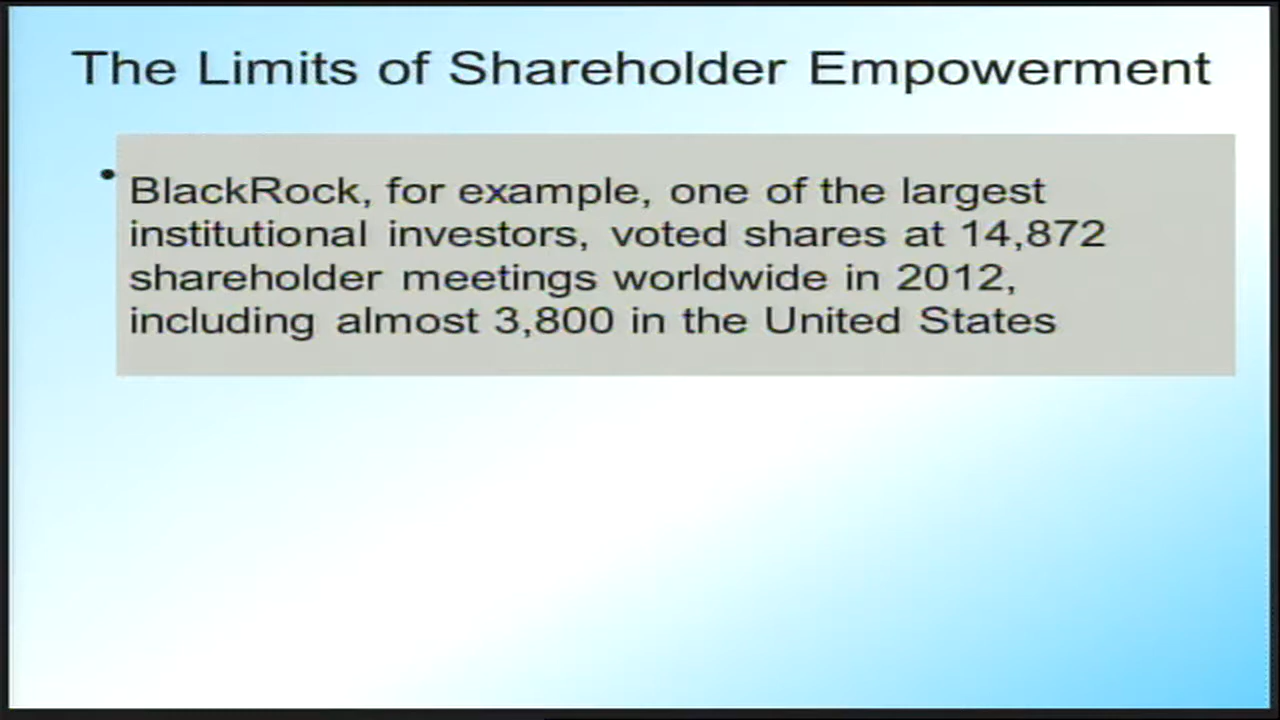 The Limits of Shareholder Empowerment
• BlackRock, for example, one of the largest
institutional investors, voted shares at 14,872
shareholder meetings worldwide in 2012,
including almost 3,800 in the United States